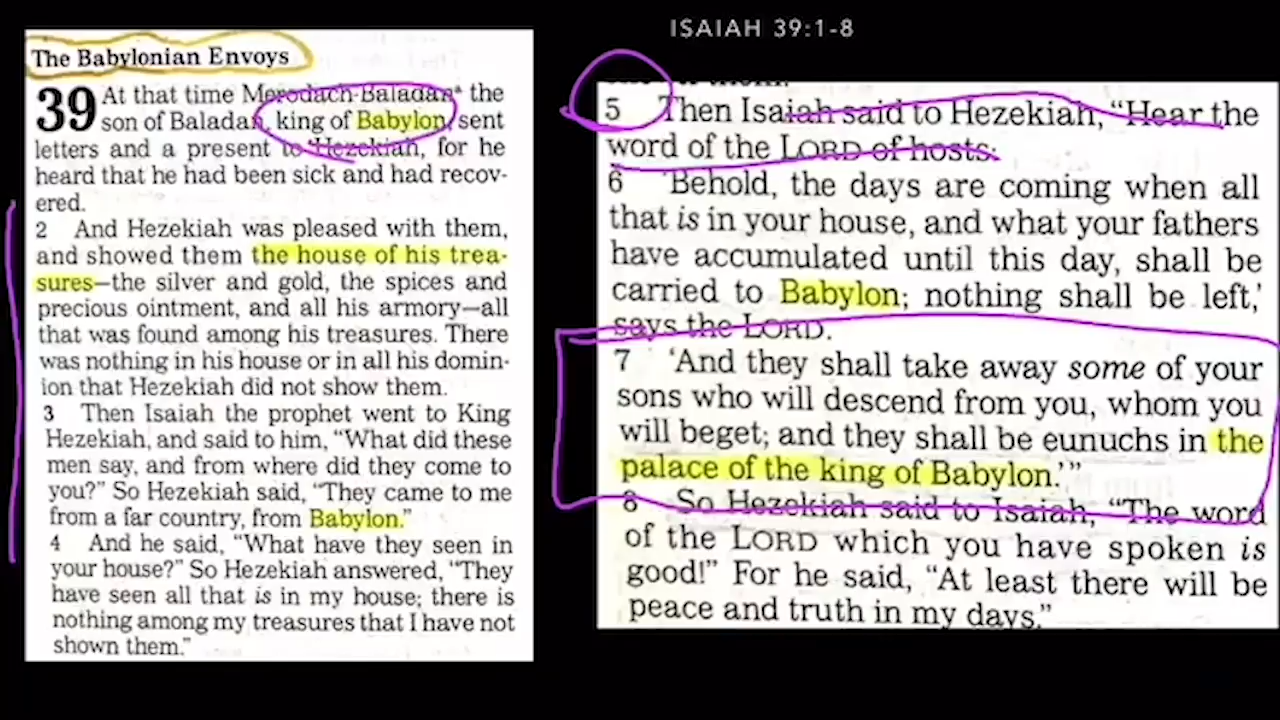 ISAIAH 39:1-8
The Babylonian Envoys
39 At that time Merodach-Baladan* the
son of Baladan, king of Babylon, sent
letters and a present to Hezekiah, for he
heard that he had been sick and had recov-
ered.
2 And Hezekiah was pleased with them,
and showed them the house of his trea-
sures—the silver and gold, the spices and
precious ointment, and all his armory—all
that was found among his treasures. There
was nothing in his house or in all his domin-
ion that Hezekiah did not show them.
3 Then Isaiah the prophet went to King
Hezekiah, and said to him, “What did these
men say, and from where did they come to
you?” So Hezekiah said, “They came to me
from a far country, from Babylon.”
4 And he said, “What have they seen in
your house?” So Hezekiah answered, “They
have seen all that is in my house; there is
nothing among my treasures that I have not
shown them.”
5 Then Isaiah said to Hezekiah, “Hear the
word of the LORD of hosts:
6 ‘Behold, the days are coming when all
that is in your house, and what your fathers
have accumulated until this day, shall be
carried to Babylon; nothing shall be left,’
says the LORD.
7 ‘And they shall take away some of your
sons who will descend from you, whom you
will beget; and they shall be eunuchs in the
palace of the king of Babylon.’”
8 So Hezekiah said to Isaiah, “The word
of the LORD which you have spoken is
good!” For he said, “At least there will be
peace and truth in my days.”